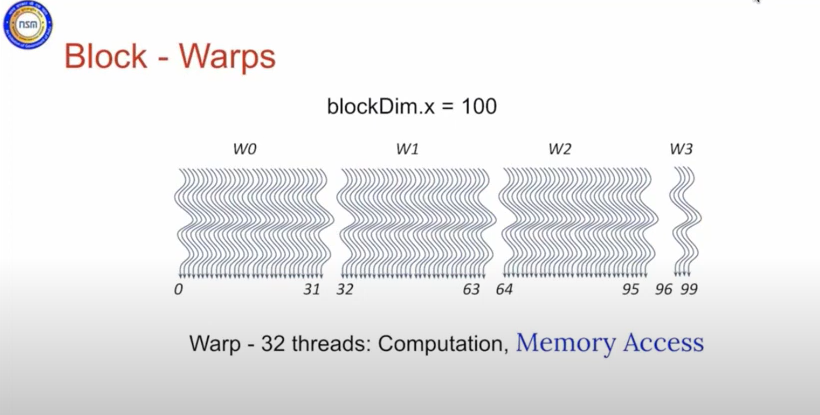 nsm
Block - Warps
blockDim.x = 100
W0 W1 W2 W3
0 31 32 63 64 95 96 99
Warp - 32 threads: Computation, Memory Access